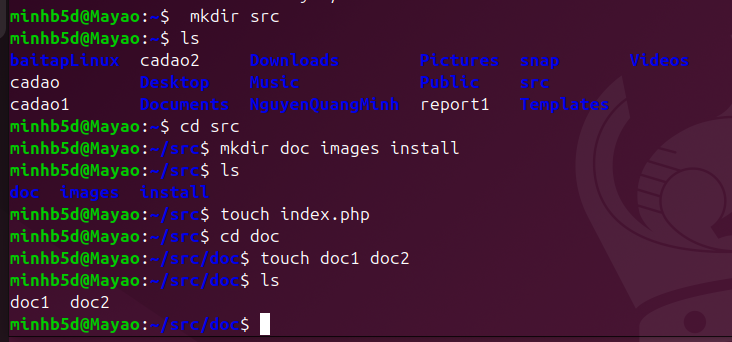 minhb5d@Mayao:~$  mkdir src
minhb5d@Mayao:~$ ls
baitapLinux  cadao2  Downloads  Pictures  snap  Videos
cadao  Desktop  Music  Public  src
cadao1  Documents  NguyenQuangMinh  report1  Templates
minhb5d@Mayao:~$ cd src
minhb5d@Mayao:~/src$ mkdir doc images install
minhb5d@Mayao:~/src$ ls
doc  images  install
minhb5d@Mayao:~/src$ touch index.php
minhb5d@Mayao:~/src$ cd doc
minhb5d@Mayao:~/src/doc$ touch doc1 doc2
minhb5d@Mayao:~/src/doc$ ls
doc1  doc2
minhb5d@Mayao:~/src/doc$